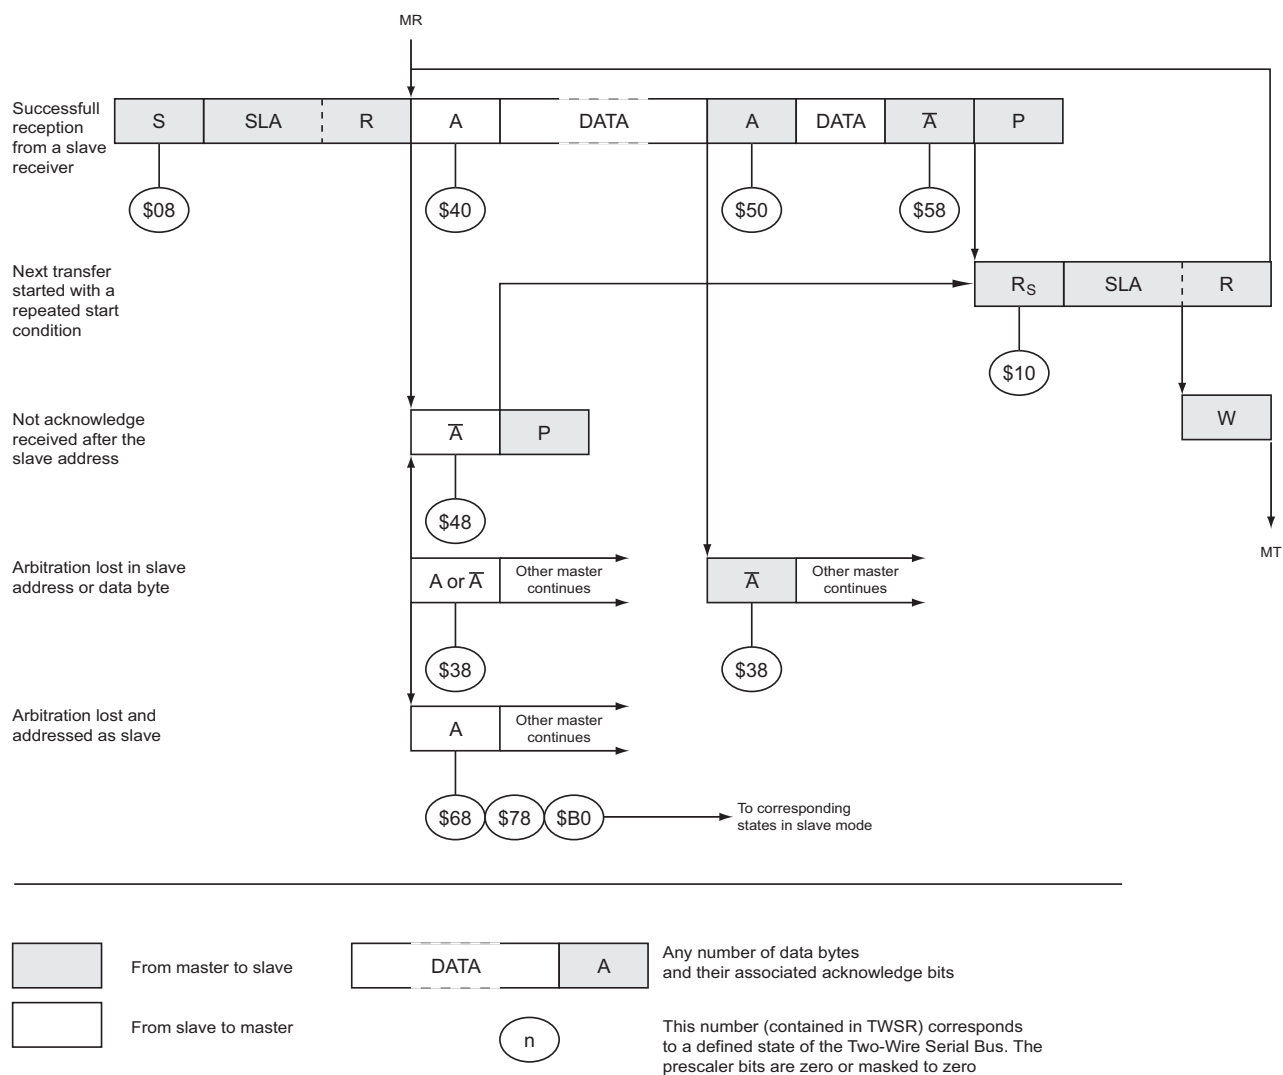 MR
Successfull
reception
from a slave
receiver
S SLA R A DATA A DATA A̅ P
$08 $40 $50 $58
Next transfer
started with a
repeated start
condition
RS SLA R
$10
Not acknowledge
received after the
slave address
A̅ P
W
$48
MT
Arbitration lost in slave
address or data byte
A or A̅ Other master
continues
A̅ Other master
continues
$38 $38
Arbitration lost and
addressed as slave
A Other master
continues
$68 $78 $B0
To corresponding
states in slave mode
From master to slave
DATA A
Any number of data bytes
and their associated acknowledge bits
From slave to master
n
This number (contained in TWSR) corresponds
to a defined state of the Two-Wire Serial Bus. The
prescaler bits are zero or masked to zero